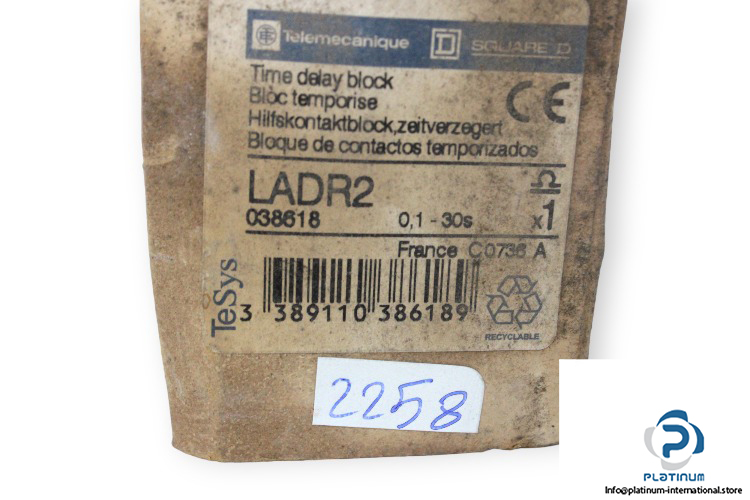 Telemecanique SQUARE D
Time delay block
Bloc temporise
Hilfskontaktblock,zeitverzegert
Bloque de contactos temporizados
CE
LADR2
038618 0,1 - 30s x1
France C0736 A
TeSys
3 389110 386189
RECYCLABLE
2258
PLATINUM
Info@platinum-international.store